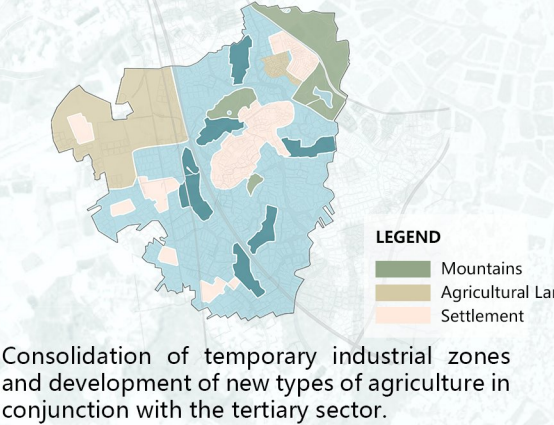 LEGEND
Mountains
Agricultural Lan
Settlement
Consolidation of temporary industrial zones
and development of new types of agriculture in
conjunction with the tertiary sector.